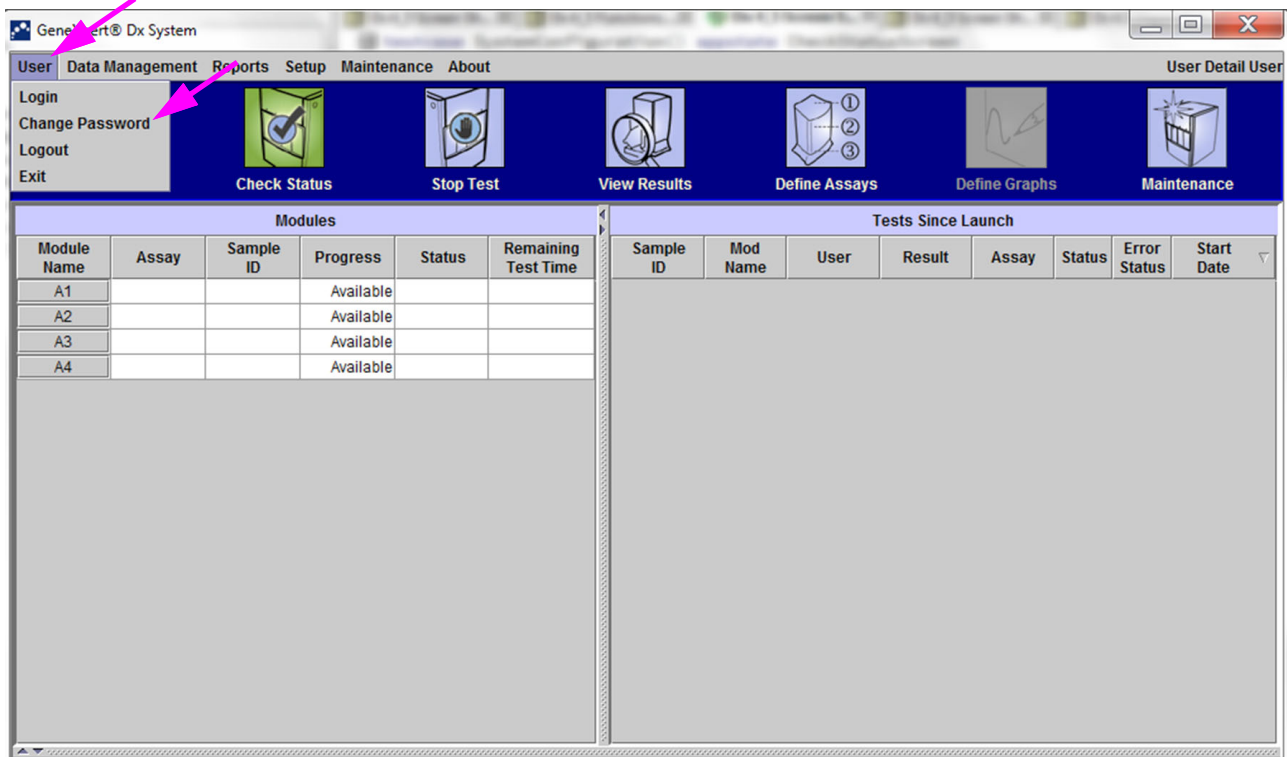 GeneXpert® Dx System
User Data Management Reports Setup Maintenance About User Detail User
Login
Change Password
Logout
Exit
Check Status Stop Test View Results Define Assays Define Graphs Maintenance
① ② ③
Modules Tests Since Launch
Module Name Assay Sample ID Progress Status Remaining Test Time Sample ID Mod Name User Result Assay Status Error Status Start Date
A1 Available
A2 Available
A3 Available
A4 Available